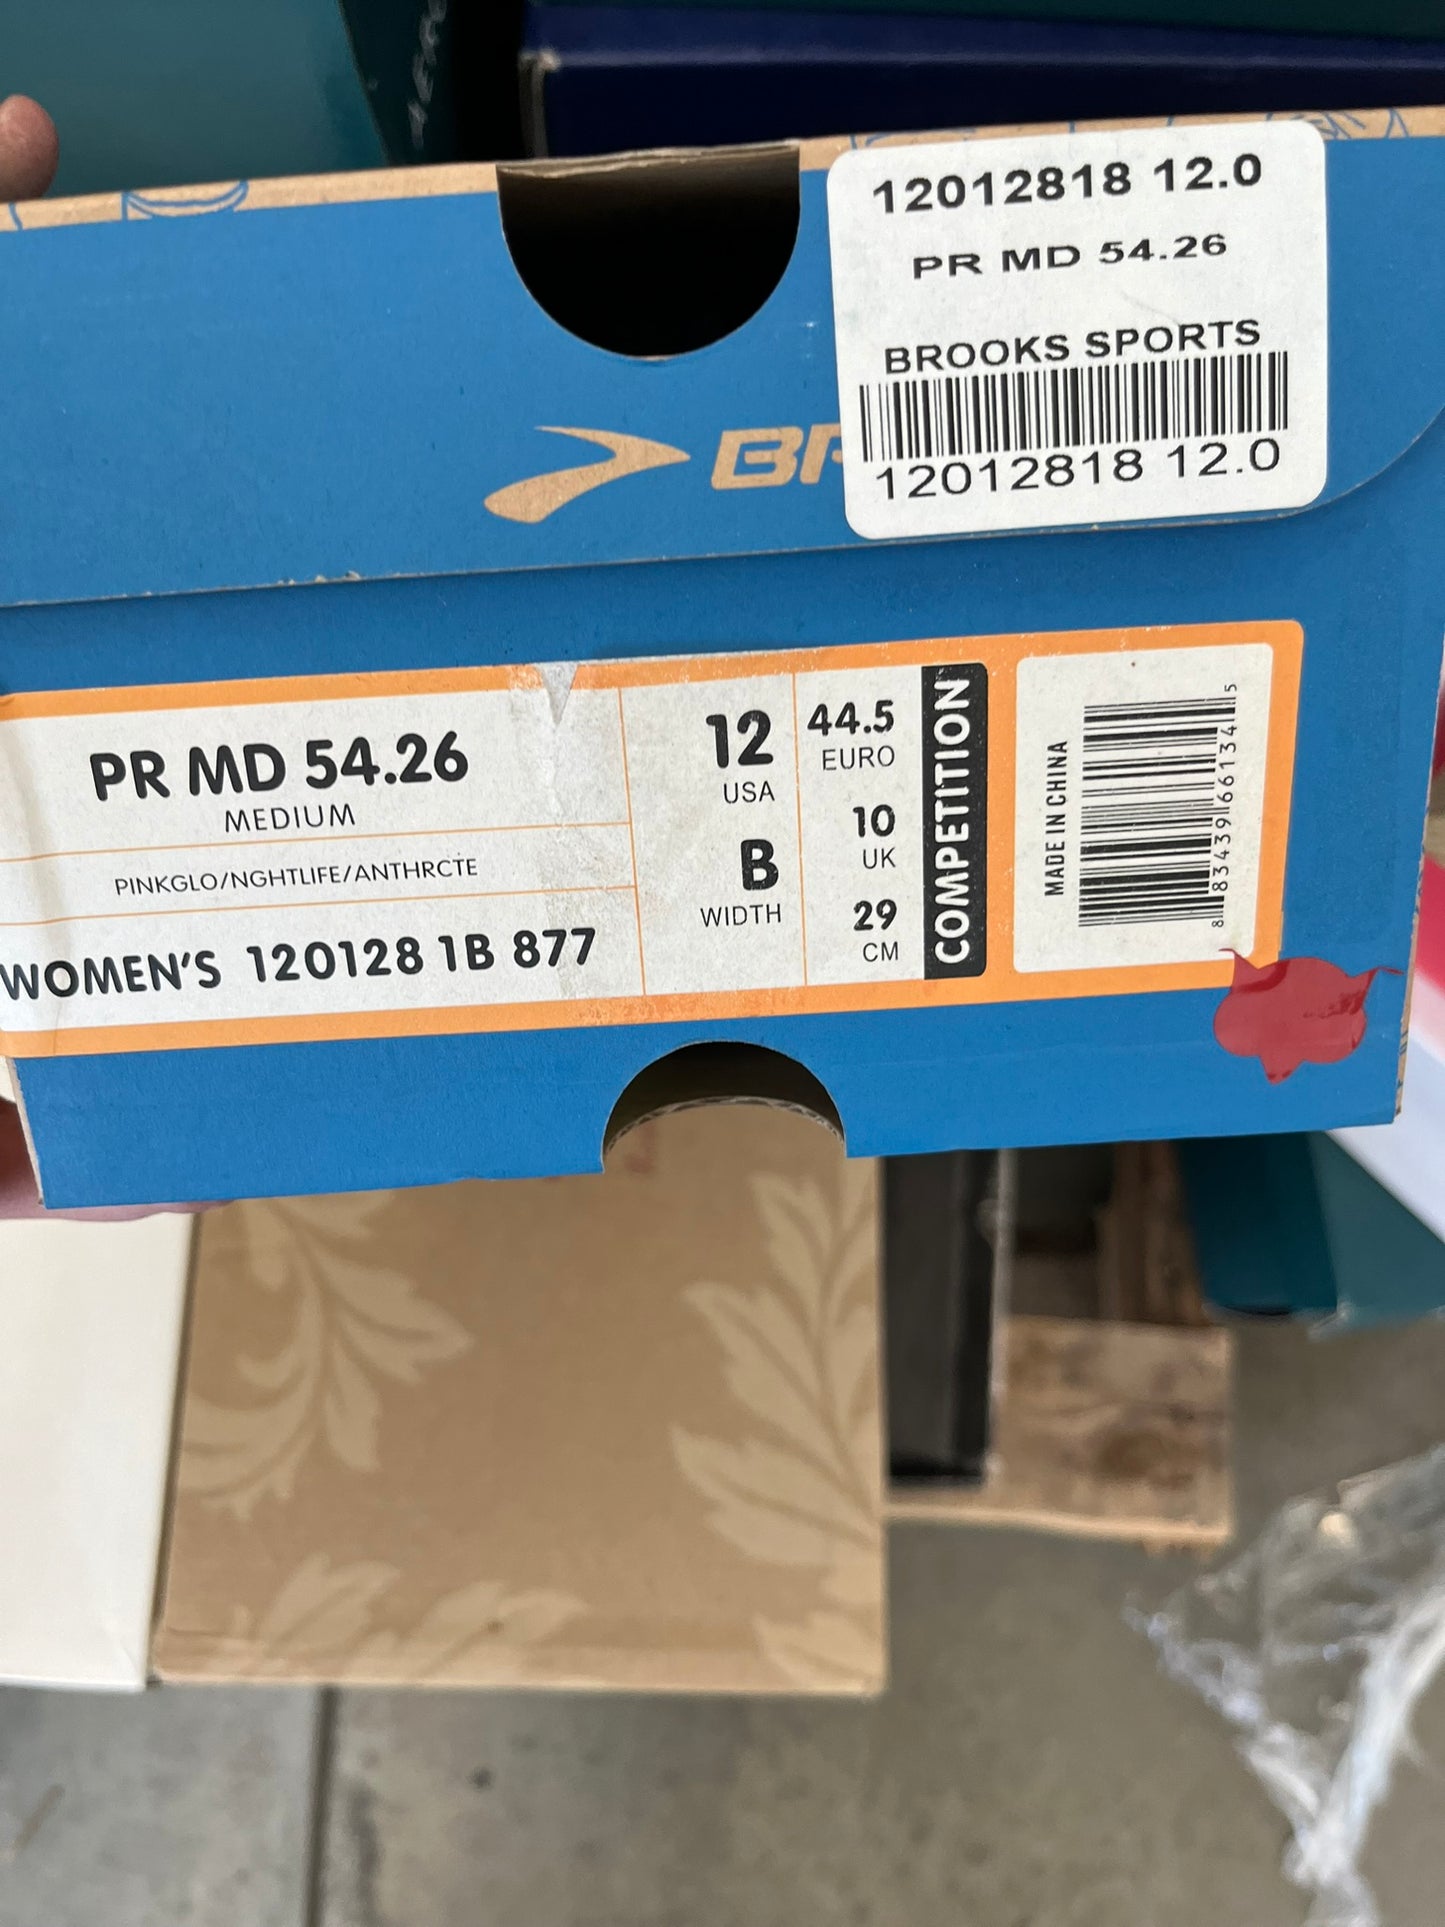 12012818 12.0
PR MD 54.26
BROOKS SPORTS
12012818 12.0
PR MD 54.26
MEDIUM
PINKGLO/NGHTLIFE/ANTHRCTE
WOMEN'S 120128 1B 877
12
USA
B
WIDTH
44.5
EURO
10
UK
29
CM
COMPETITION
MADE IN CHINA
8 83439 66134 5